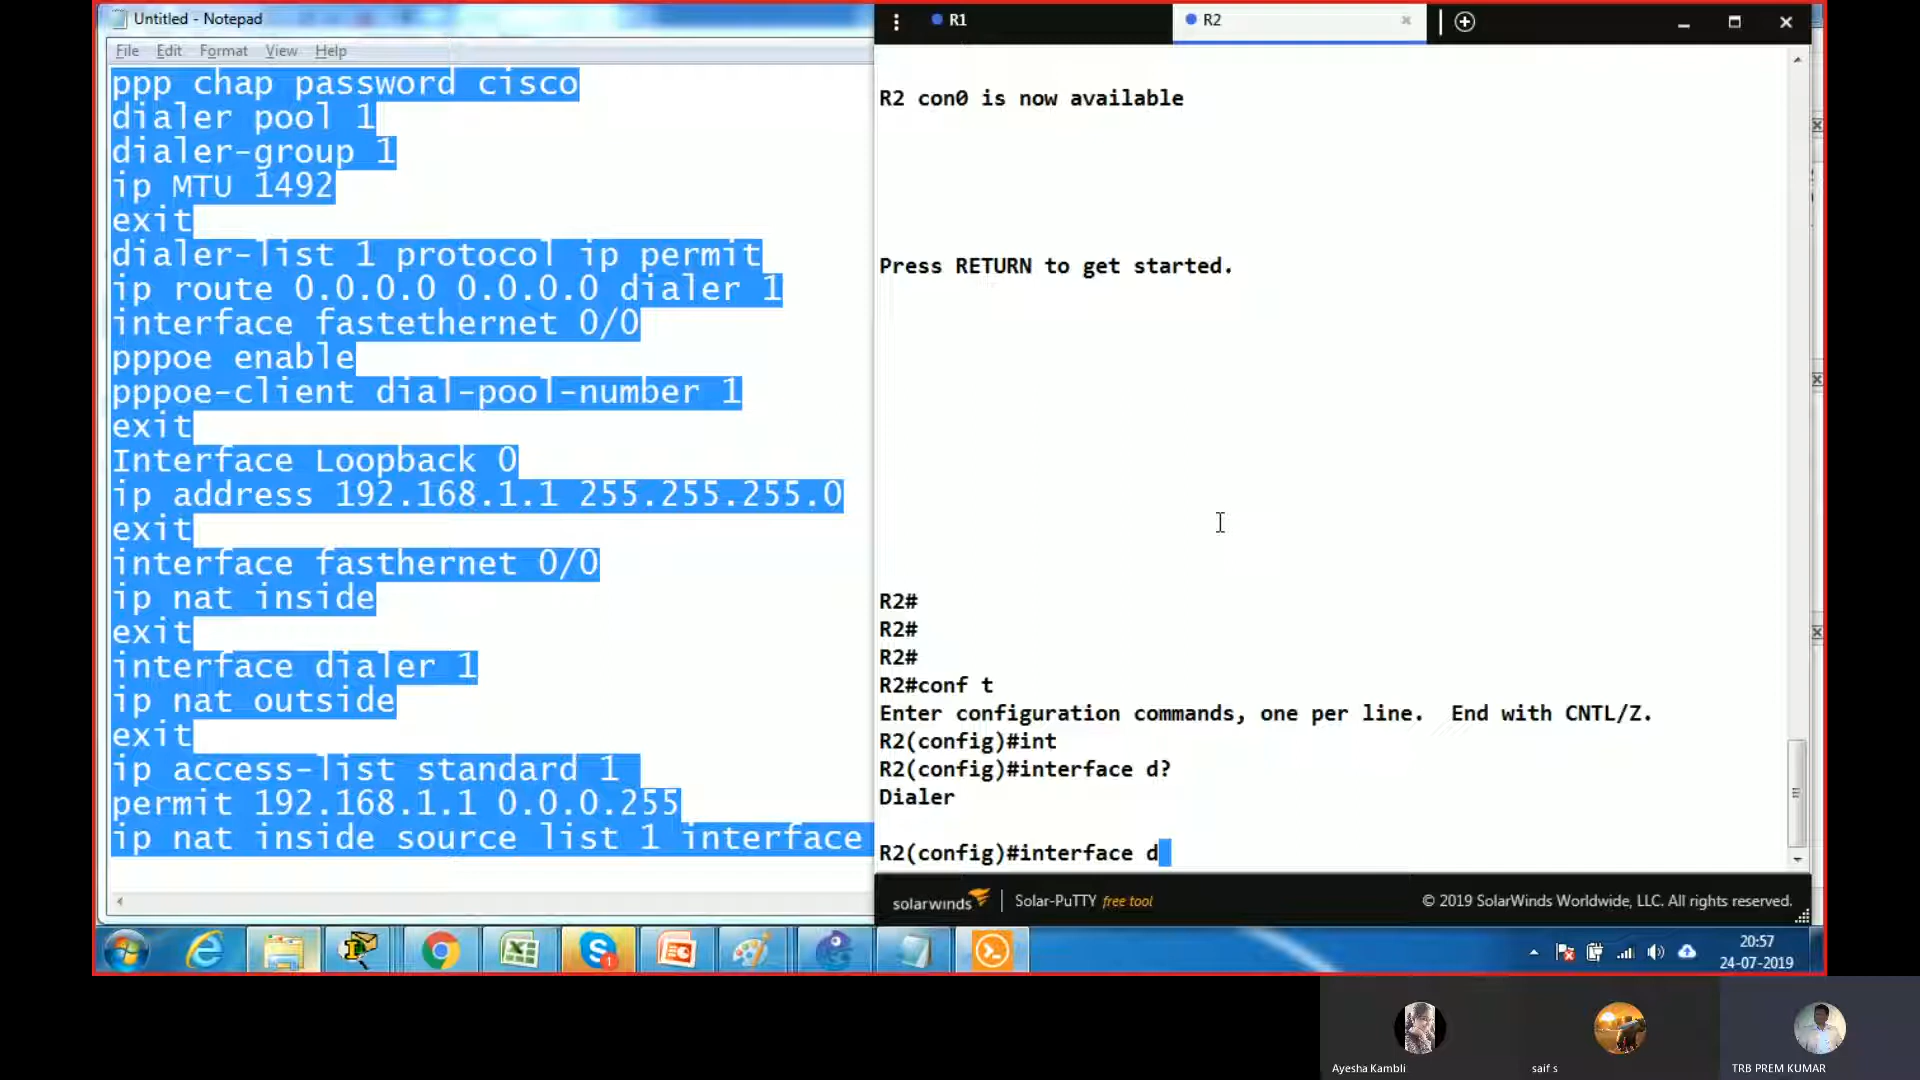 Untitled - Notepad
File Edit Format View Help
ppp chap password cisco
dialer pool 1
dialer-group 1
ip MTU 1492
exit
dialer-list 1 protocol ip permit
ip route 0.0.0.0 0.0.0.0 dialer 1
interface fastethernet 0/0
pppoe enable
pppoe-client dial-pool-number 1
exit
Interface Loopback 0
ip address 192.168.1.1 255.255.255.0
exit
interface fasthernet 0/0
ip nat inside
exit
interface dialer 1
ip nat outside
exit
ip access-list standard 1
permit 192.168.1.1 0.0.0.255
ip nat inside source list 1 interface
R1
R2
R2 con0 is now available
Press RETURN to get started.
R2#
R2#
R2#
R2#conf t
Enter configuration commands, one per line. End with CNTL/Z.
R2(config)#int
R2(config)#interface d?
Dialer
R2(config)#interface d
solarwinds
Solar-PuTTY free tool
© 2019 SolarWinds Worldwide, LLC. All rights reserved.
20:57
24-07-2019
Ayesha Kambli
saif s
TRB PREM KUMAR